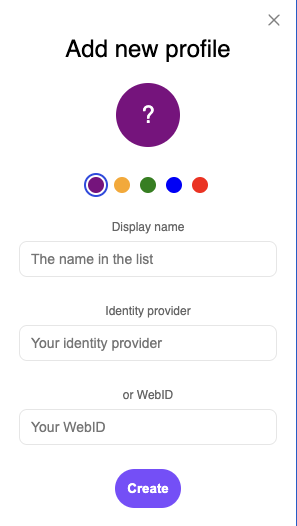 Add new profile
?
Display name
The name in the list
Identity provider
Your identity provider
or WebID
Your WebID
Create